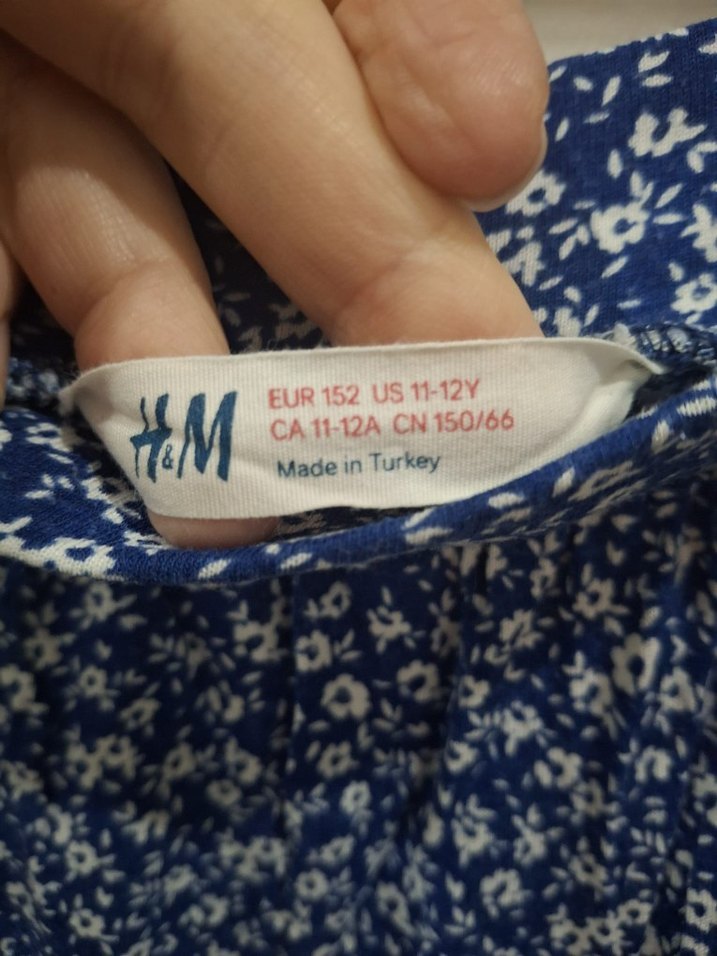 H&M
EUR 152 US 11-12Y
CA 11-12A CN 150/66
Made in Turkey